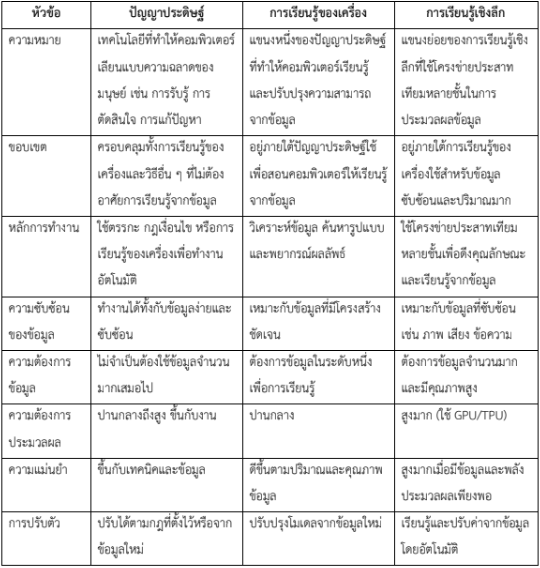 หัวข้อ ปัญญาประดิษฐ์ การเรียนรู้ของเครื่อง การเรียนรู้เชิงลึก
ความหมาย เทคโนโลยีที่ทำให้คอมพิวเตอร์ แขนงหนึ่งของปัญญาประดิษฐ์ แขนงย่อยของการเรียนรู้เชิง
เลียนแบบความฉลาดของ ที่ทำให้คอมพิวเตอร์เรียนรู้ ลึกที่ใช้โครงข่ายประสาท
มนุษย์ เช่น การรับรู้ การ และปรับปรุงความสามารถ เทียมหลายชั้นในการ
ตัดสินใจ การแก้ปัญหา จากข้อมูล ประมวลผลข้อมูล
ขอบเขต ครอบคลุมทั้งการเรียนรู้ของ อยู่ภายใต้ปัญญาประดิษฐ์ใช้ อยู่ภายใต้การเรียนรู้ของ
เครื่องและวิธีอื่น ๆ ที่ไม่ต้อง เพื่อสอนคอมพิวเตอร์ให้เรียนรู้ เครื่องใช้สำหรับข้อมูล
อาศัยการเรียนรู้จากข้อมูล จากข้อมูล ซับซ้อนและปริมาณมาก
หลักการทำงาน ใช้ตรรกะ กฎเงื่อนไข หรือการ วิเคราะห์ข้อมูล ค้นหารูปแบบ ใช้โครงข่ายประสาทเทียม
เรียนรู้ของเครื่องเพื่อทำงาน และพยากรณ์ผลลัพธ์ หลายชั้นเพื่อดึงคุณลักษณะ
อัตโนมัติ และเรียนรู้จากข้อมูล
ความซับซ้อน ทำงานได้ทั้งกับข้อมูลง่ายและ เหมาะกับข้อมูลที่มีโครงสร้าง เหมาะกับข้อมูลที่ซับซ้อน
ของข้อมูล ซับซ้อน ชัดเจน เช่น ภาพ เสียง ข้อความ
ความต้องการ ไม่จำเป็นต้องใช้ข้อมูลจำนวน ต้องการข้อมูลในระดับหนึ่ง ต้องการข้อมูลจำนวนมาก
ข้อมูล มากเสมอไป เพื่อการเรียนรู้ และมีคุณภาพสูง
ความต้องการ ปานกลางถึงสูง ขึ้นกับงาน ปานกลาง สูงมาก (ใช้ GPU/TPU)
ประมวลผล
ความแม่นยำ ขึ้นกับเทคนิคและข้อมูล ดีขึ้นตามปริมาณและคุณภาพ สูงมากเมื่อมีข้อมูลและพลัง
ข้อมูล ประมวลผลเพียงพอ
การปรับตัว ปรับได้ตามกฎที่ตั้งไว้หรือจาก ปรับปรุงโมเดลจากข้อมูลใหม่ เรียนรู้และปรับค่าจากข้อมูล
ข้อมูลใหม่ โดยอัตโนมัติ